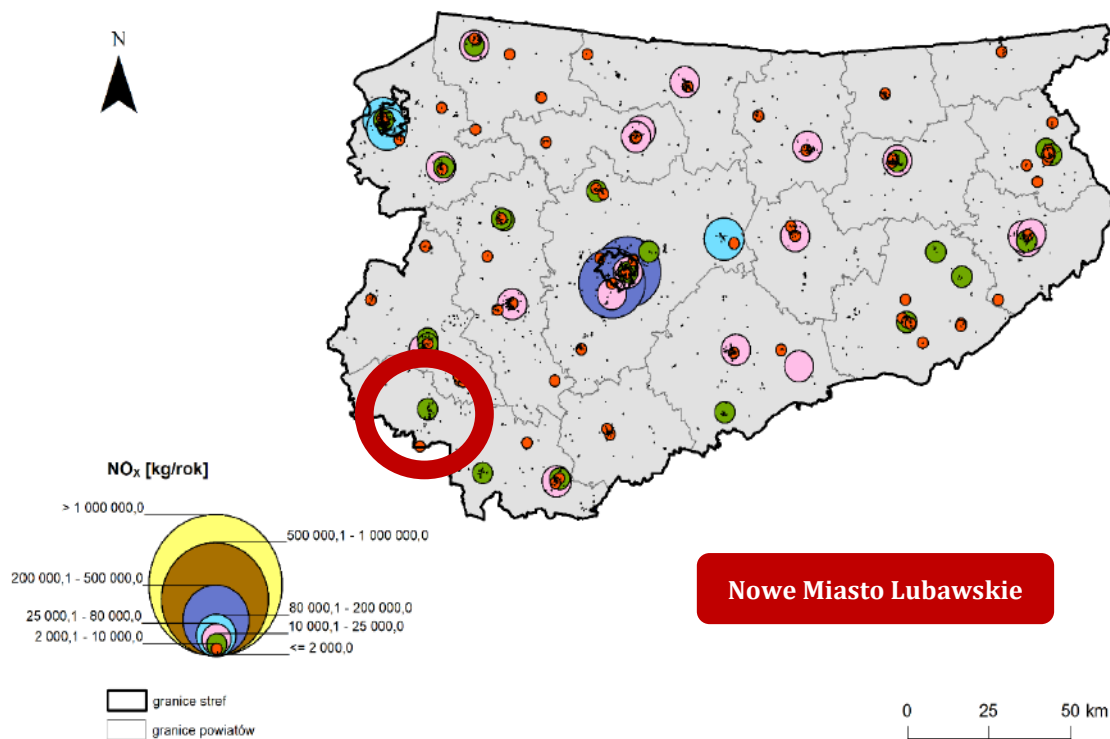 N
NOₓ [kg/rok]
> 1 000 000,0
500 000,1 - 1 000 000,0
200 000,1 - 500 000,0
80 000,1 - 200 000,0
25 000,1 - 80 000,0
10 000,1 - 25 000,0
2 000,1 - 10 000,0
<= 2 000,0
granice stref
granice powiatów
Nowe Miasto Lubawskie
0 25 50 km